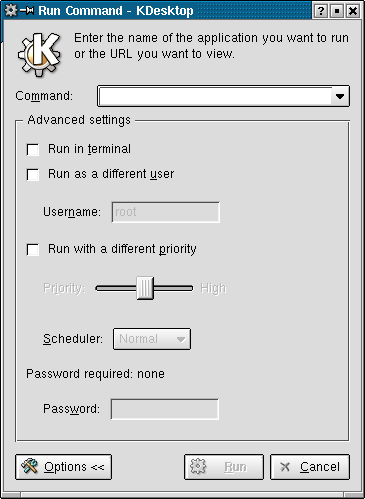 Run Command - KDesktop
Enter the name of the application you want to run
or the URL you want to view.
Command:
Advanced settings
Run in terminal
Run as a different user
Username: root
Run with a different priority
Priority: High
Scheduler: Normal
Password required: none
Password:
Options << Run Cancel